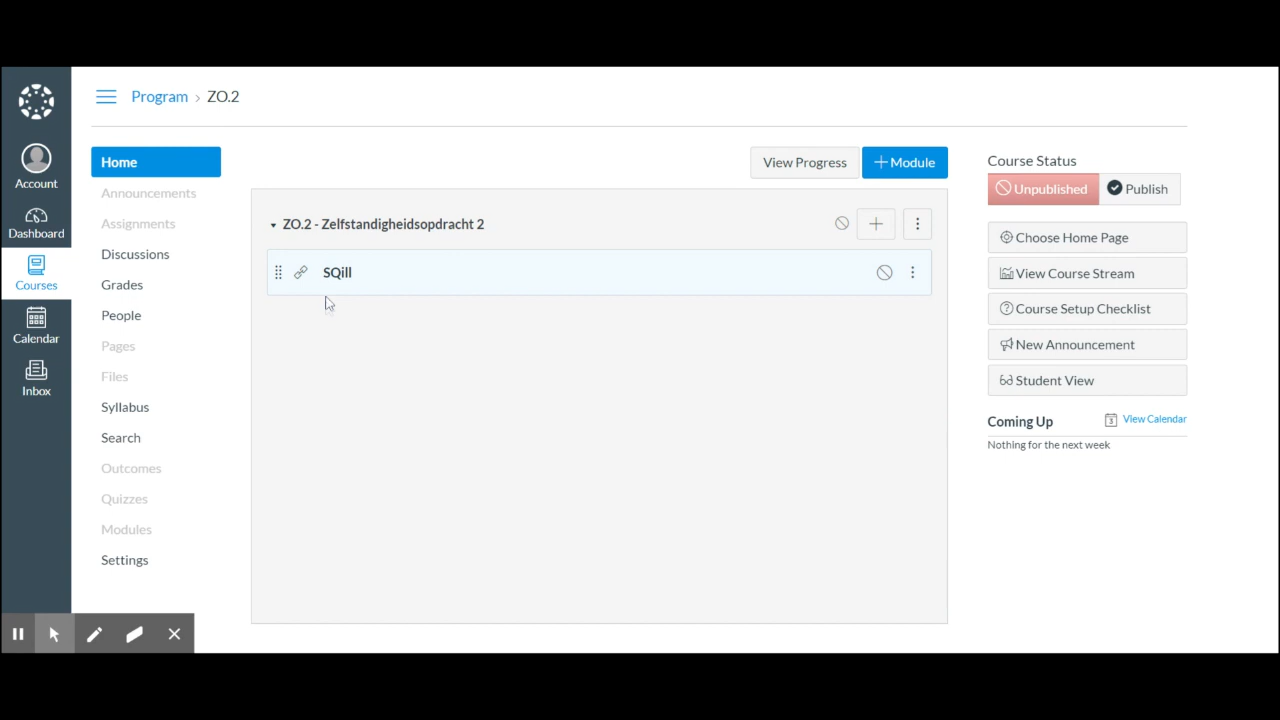 Program › ZO.2
Account
Dashboard
Courses
Calendar
Inbox
Home
Announcements
Assignments
Discussions
Grades
People
Pages
Files
Syllabus
Search
Outcomes
Quizzes
Modules
Settings
View Progress
+ Module
ZO.2 - Zelfstandigheidsopdracht 2
SQill
Course Status
Unpublished
Publish
Choose Home Page
View Course Stream
Course Setup Checklist
New Announcement
Student View
Coming Up
3 View Calendar
Nothing for the next week